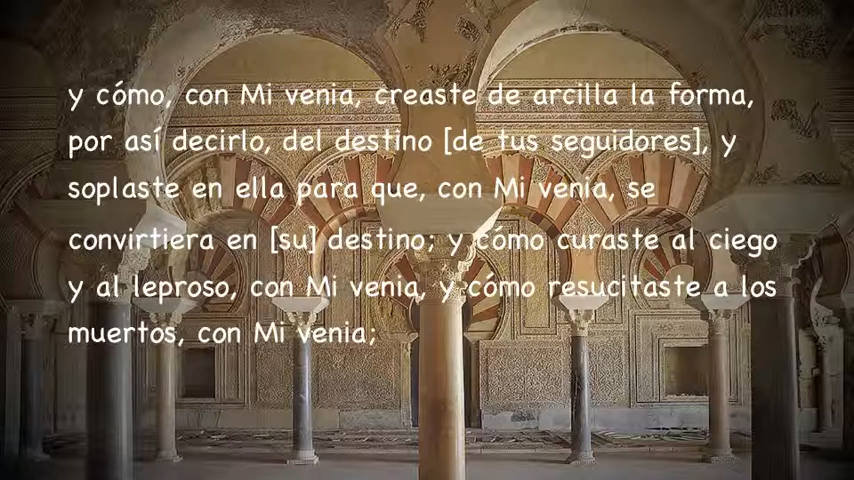 y cómo, con Mi venia, creaste de arcilla la forma,
por así decirlo, del destino [de tus seguidores], y
soplaste en ella para que, con Mi venia, se
convirtiera en [su] destino; y cómo curaste al ciego
y al leproso, con Mi venia, y cómo resucitaste a los
muertos, con Mi venia;